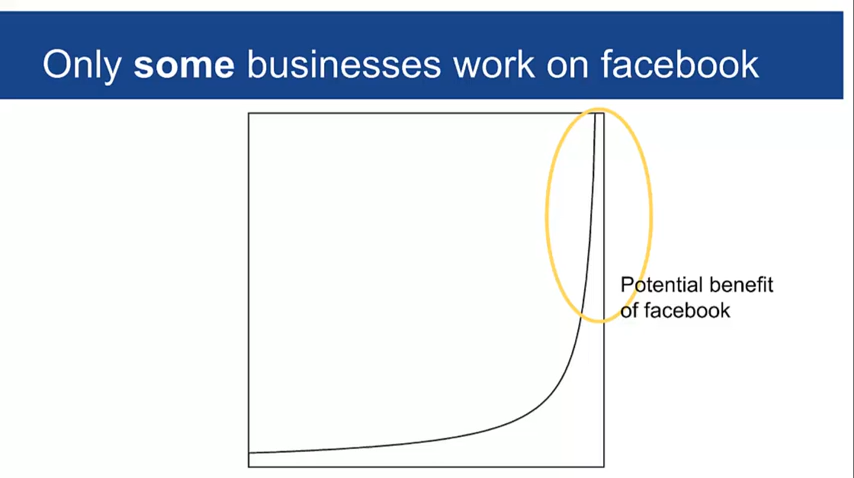 Only some businesses work on facebook
Potential benefit
of facebook